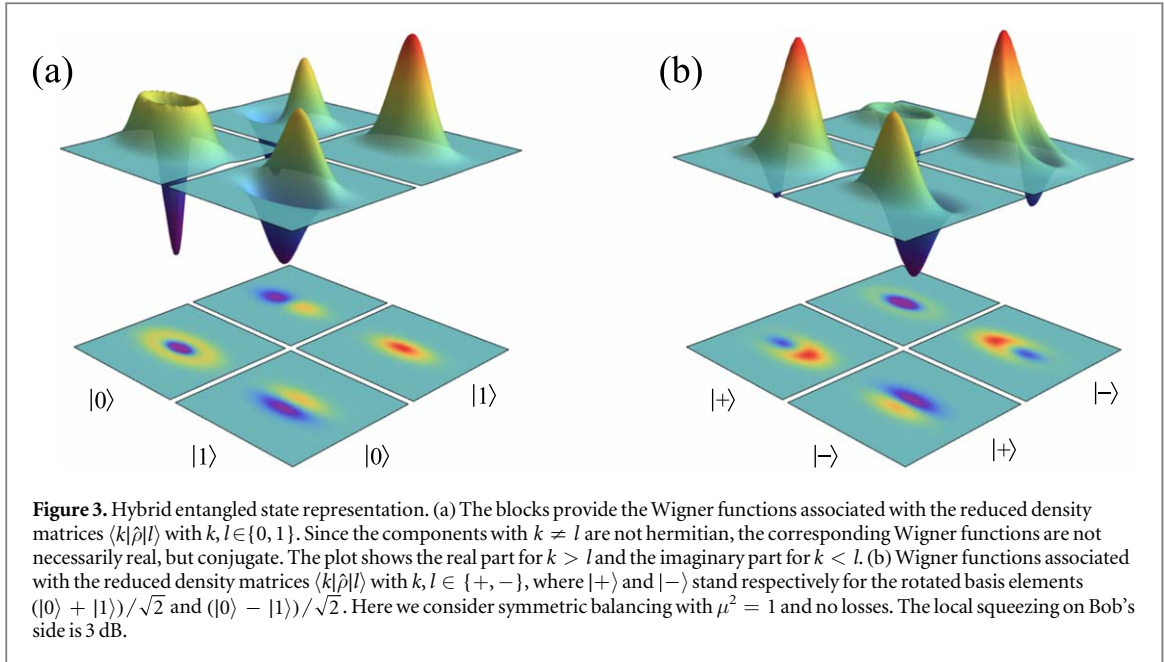 (a)
(b)
|0⟩
|1⟩
|1⟩
|0⟩
|+⟩
|−⟩
|−⟩
|+⟩
Figure 3. Hybrid entangled state representation. (a) The blocks provide the Wigner functions associated with the reduced density
matrices ⟨k|ρ̂|l⟩ with k, l∈{0, 1}. Since the components with k ≠ l are not hermitian, the corresponding Wigner functions are not
necessarily real, but conjugate. The plot shows the real part for k > l and the imaginary part for k < l. (b) Wigner functions associated
with the reduced density matrices ⟨k|ρ̂|l⟩ with k, l ∈ {+, −}, where |+⟩ and |−⟩ stand respectively for the rotated basis elements
(|0⟩ + |1⟩)/√2 and (|0⟩ − |1⟩)/√2. Here we consider symmetric balancing with μ² = 1 and no losses. The local squeezing on Bob's
side is 3 dB.